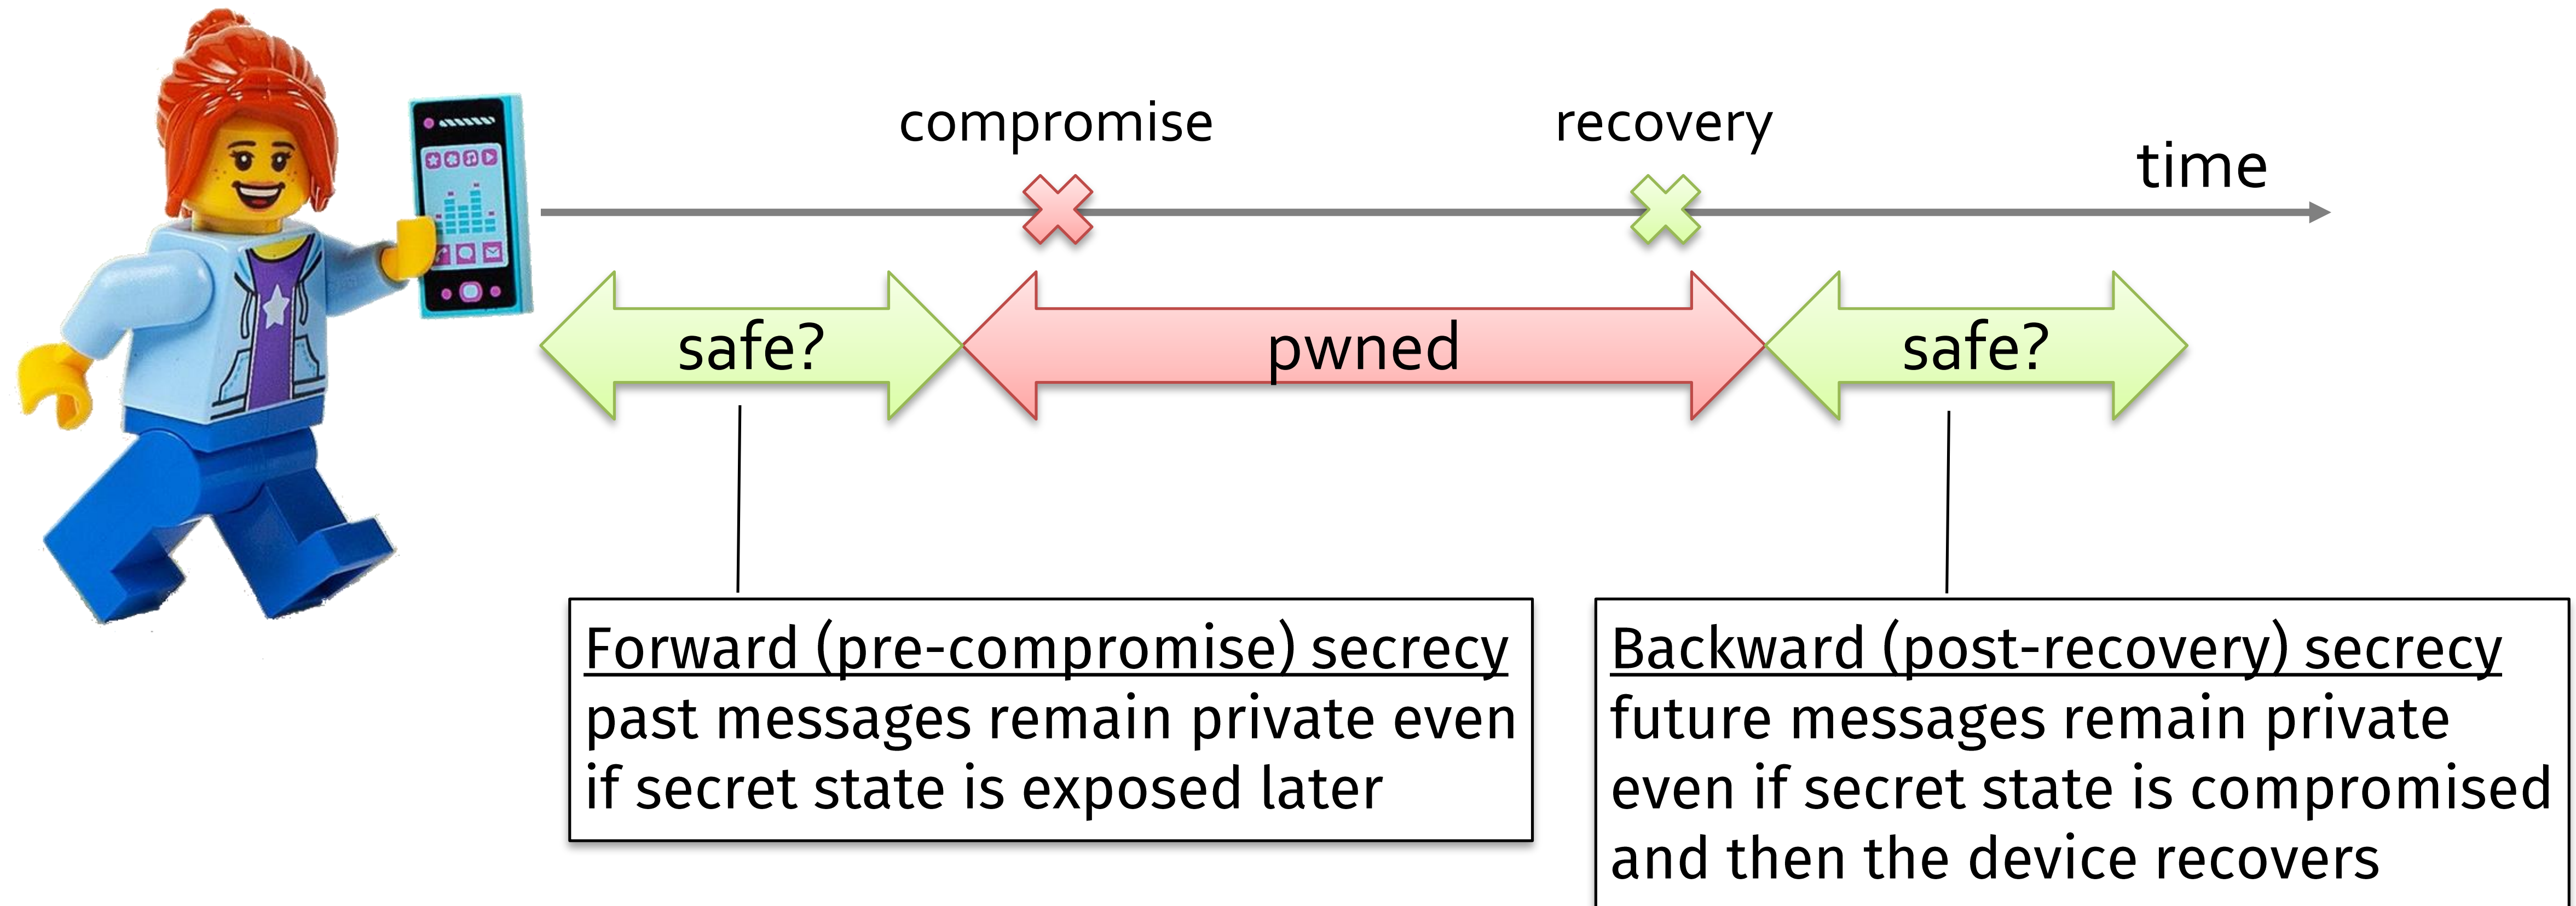 compromise
recovery
time
safe?
pwned
safe?
Forward (pre-compromise) secrecy
past messages remain private even
if secret state is exposed later
Backward (post-recovery) secrecy
future messages remain private
even if secret state is compromised
and then the device recovers